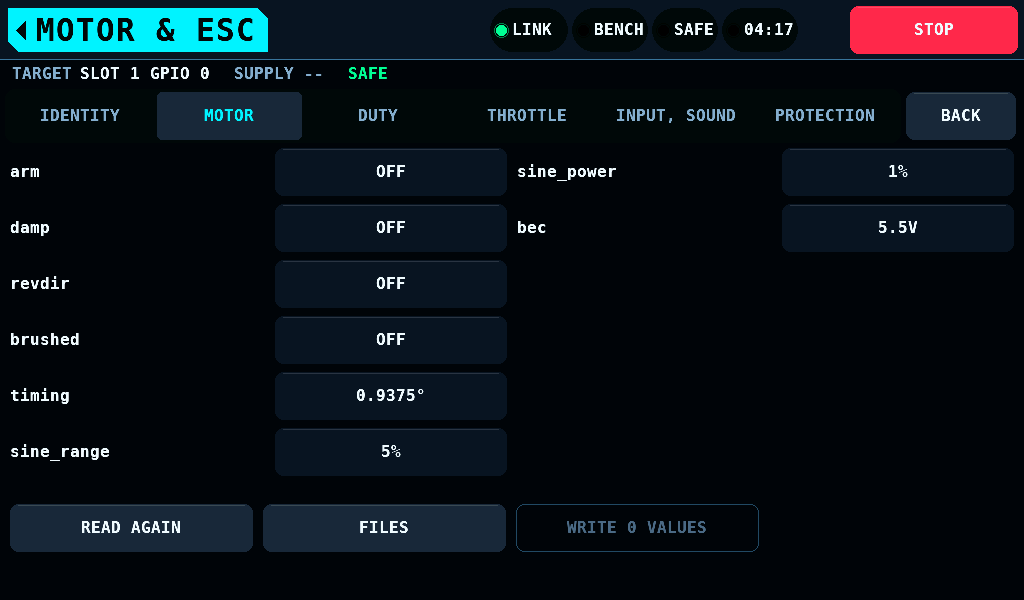 MOTOR & ESC
LINK BENCH SAFE 04:17 STOP
TARGET SLOT 1 GPIO 0 SUPPLY -- SAFE
IDENTITY MOTOR DUTY THROTTLE INPUT, SOUND PROTECTION BACK
arm OFF sine_power 1%
damp OFF bec 5.5V
revdir OFF
brushed OFF
timing 0.9375°
sine_range 5%
READ AGAIN FILES WRITE 0 VALUES